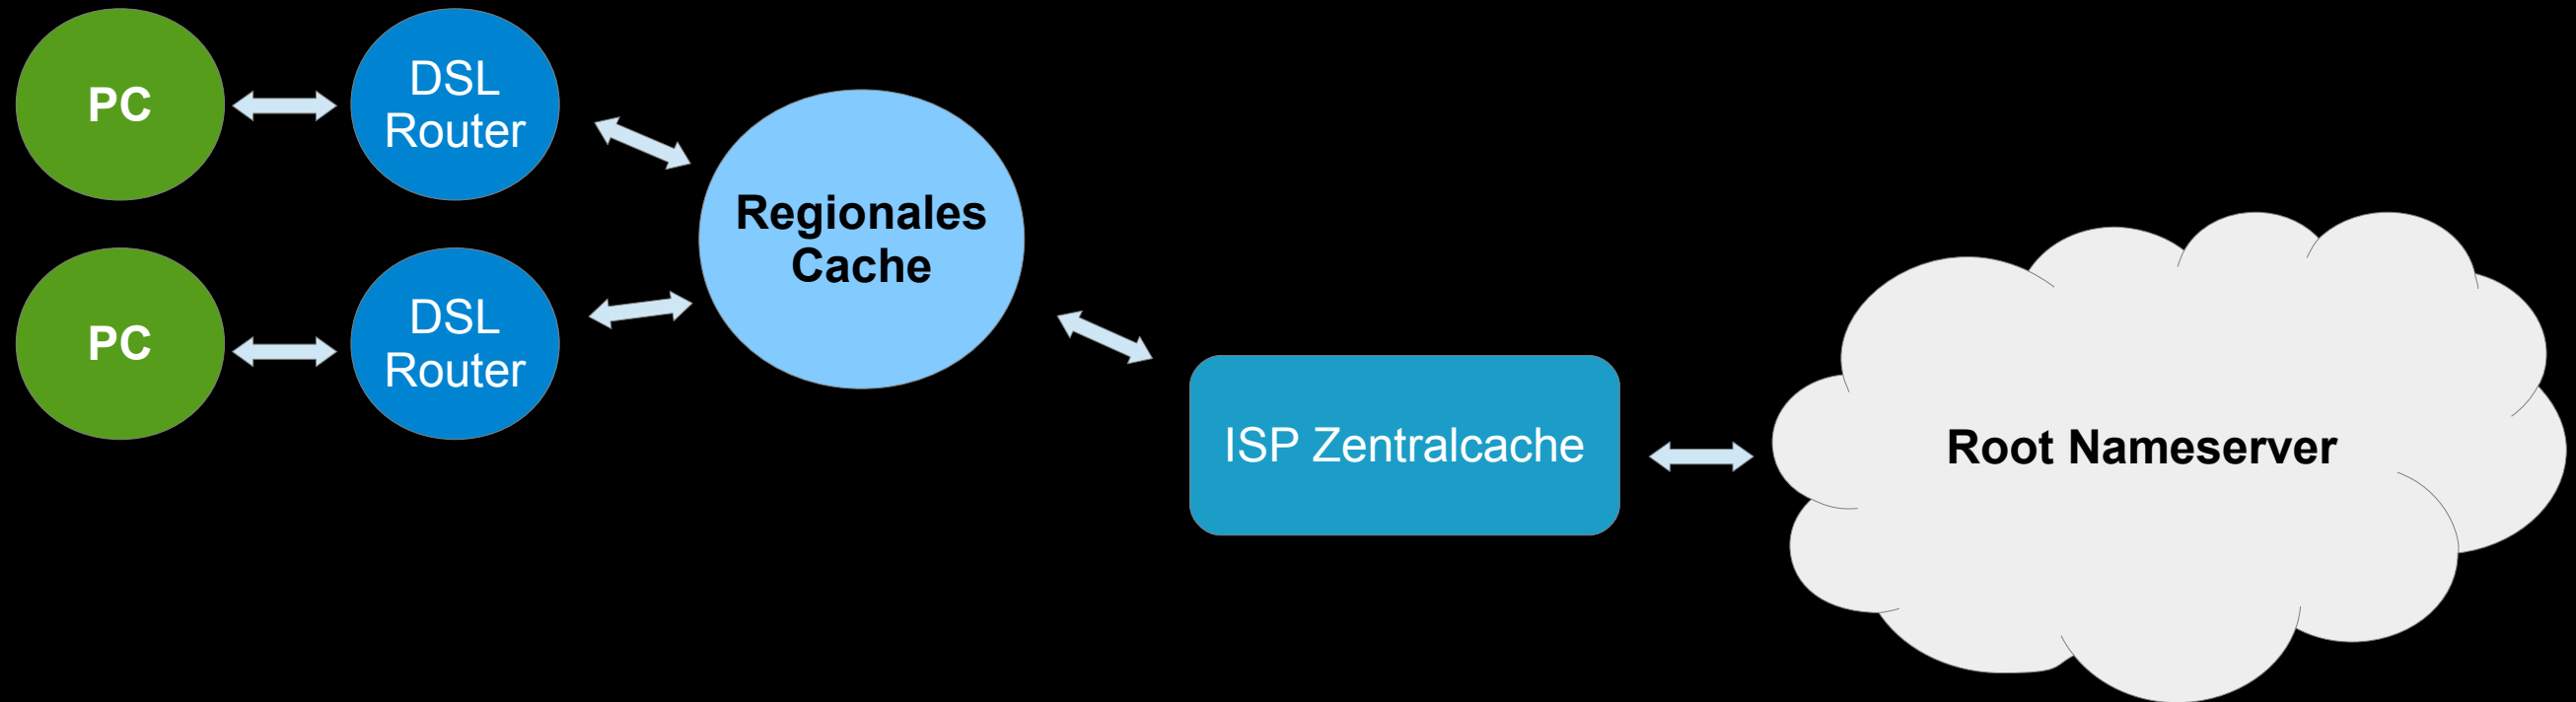 PC
DSL
Router
PC
DSL
Router
Regionales
Cache
ISP Zentralcache
Root Nameserver